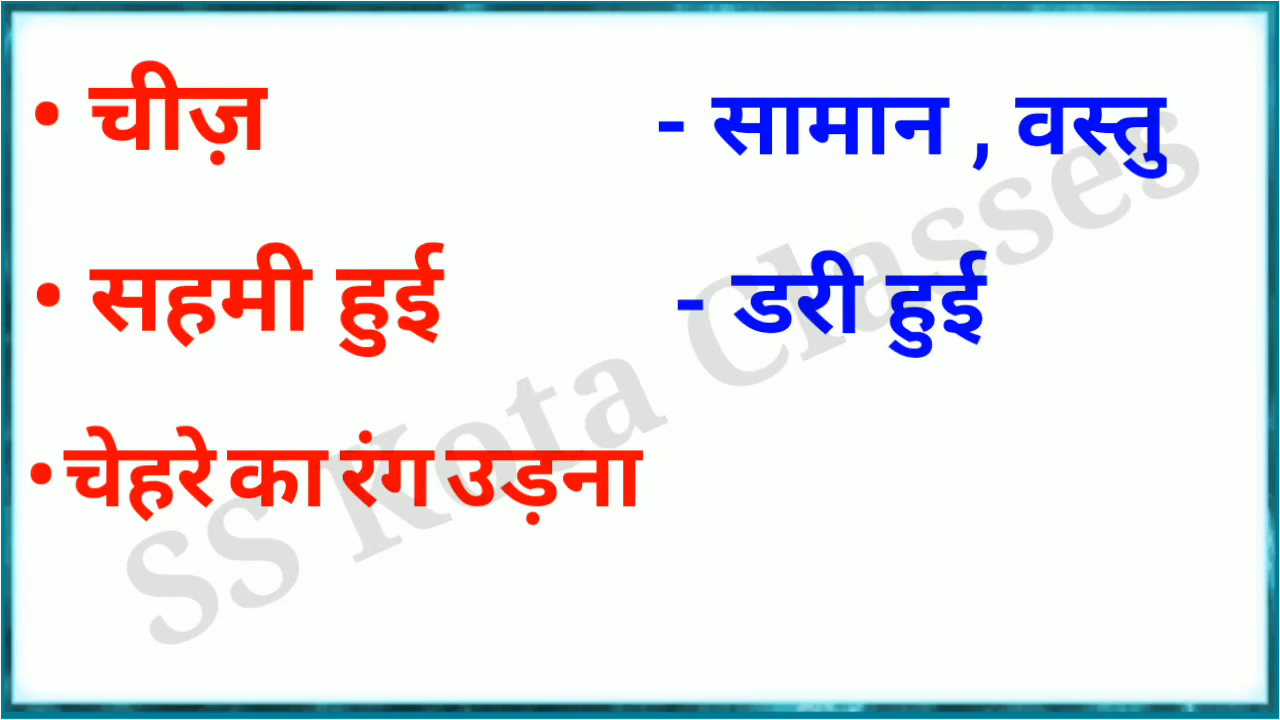 • चीज़ - सामान , वस्तु
• सहमी हुई - डरी हुई
• चेहरे का रंग उड़ना
SS Kota Classes